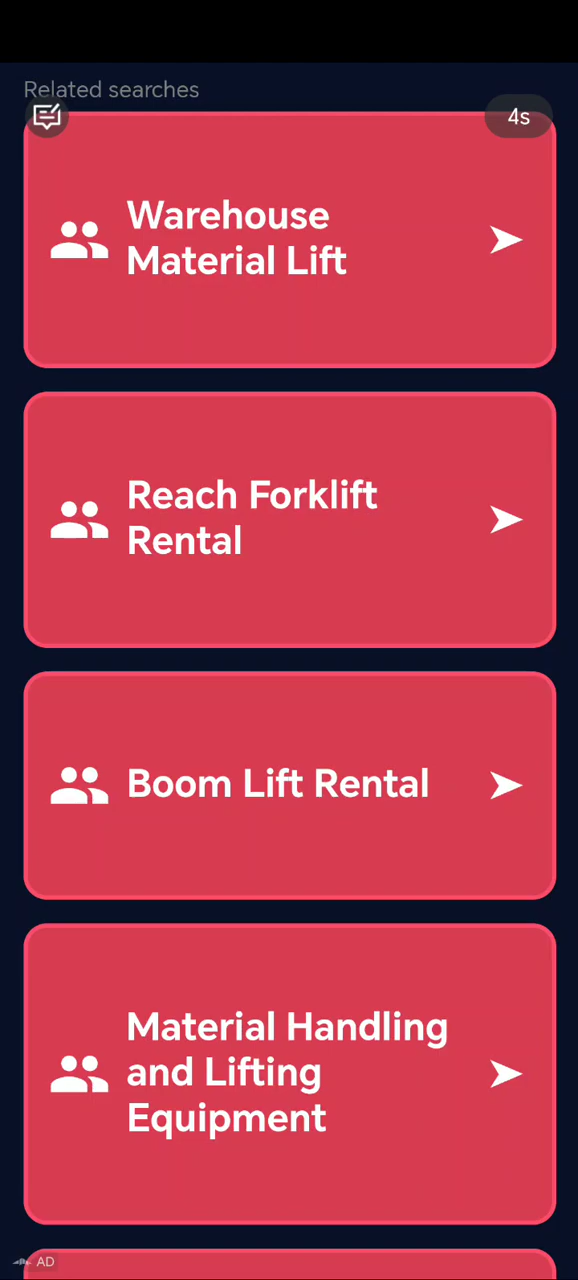 Related searches
4s
Warehouse
Material Lift
Reach Forklift
Rental
Boom Lift Rental
Material Handling
and Lifting
Equipment
AD